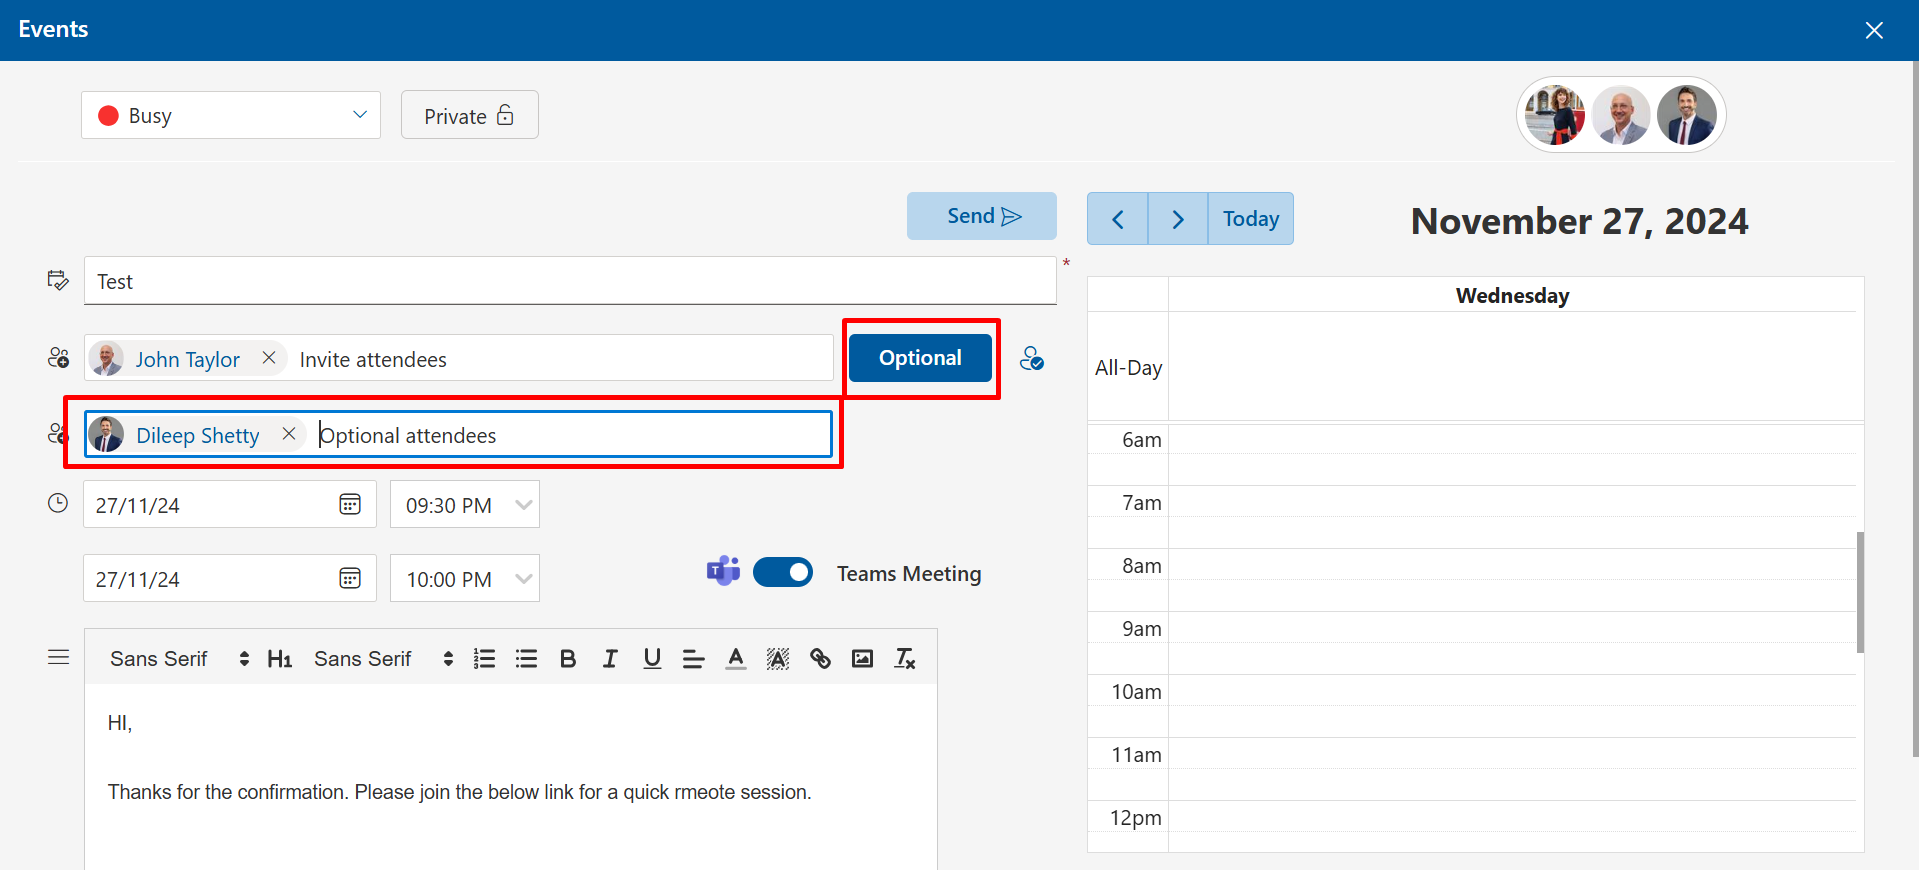 Events
Busy
Private
Send
Today
November 27, 2024
Test
*
Wednesday
John Taylor Invite attendees
Optional
All-Day
Dileep Shetty Optional attendees
6am
27/11/24 09:30 PM
7am
27/11/24 10:00 PM
T Teams Meeting
8am
9am
Sans Serif H1 Sans Serif B I U A A Tx
10am
HI,
11am
Thanks for the confirmation. Please join the below link for a quick rmeote session.
12pm